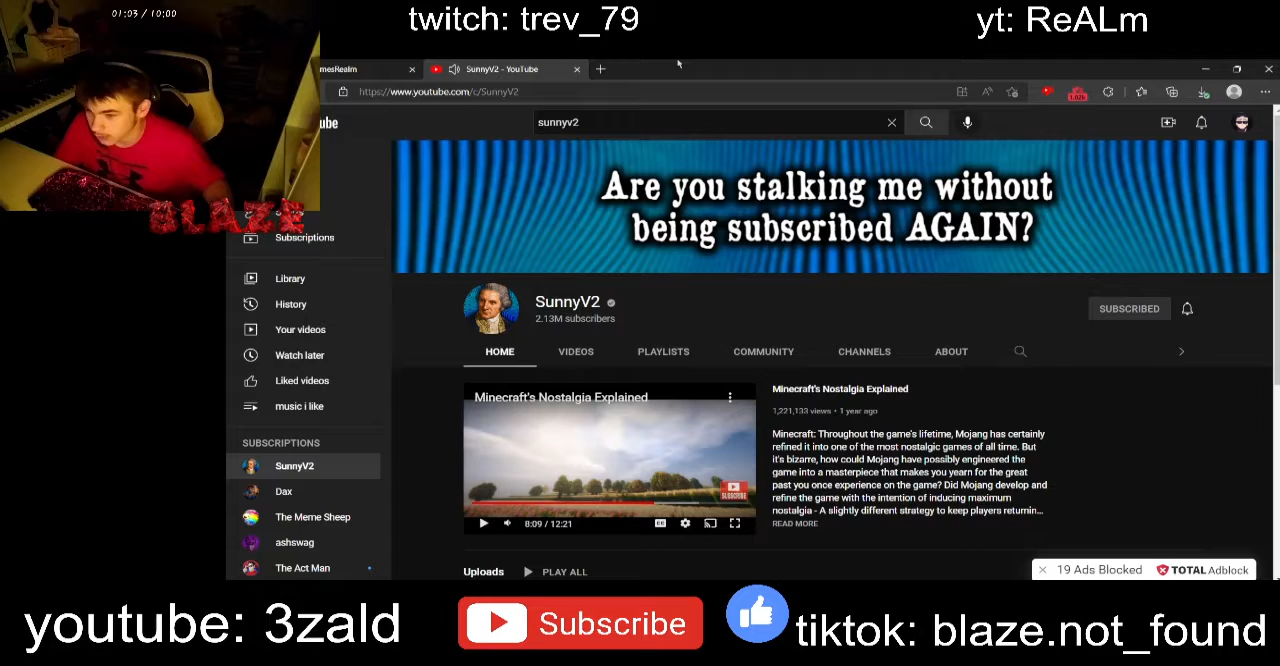 01:03 / 10:00
twitch: trev_79
yt: ReALm
mesRealm
SunnyV2 - YouTube
https://www.youtube.com/c/SunnyV2
ube
sunnyv2
BLAZE
Are you stalking me without
being subscribed AGAIN?
Subscriptions
Library
History
Your videos
Watch later
Liked videos
music i like
SUBSCRIPTIONS
SunnyV2
Dax
The Meme Sheep
ashswag
The Act Man
SunnyV2
2.13M subscribers
SUBSCRIBED
HOME VIDEOS PLAYLISTS COMMUNITY CHANNELS ABOUT
Minecraft's Nostalgia Explained
SUBSCRIBE
8:09 / 12:21
Minecraft's Nostalgia Explained
1,221,133 views • 1 year ago
Minecraft: Throughout the game's lifetime, Mojang has certainly
refined it into one of the most nostalgic games of all time. But
it's bizarre, how could Mojang have possibly engineered the
game into a masterpiece that makes you yearn for the great
past you once experience on the game? Did Mojang develop and
refine the game with the intention of inducing maximum
nostalgia - A slightly different strategy to keep players returnin...
READ MORE
Uploads PLAY ALL
19 Ads Blocked TOTAL Adblock
youtube: 3zald
Subscribe
tiktok: blaze.not_found